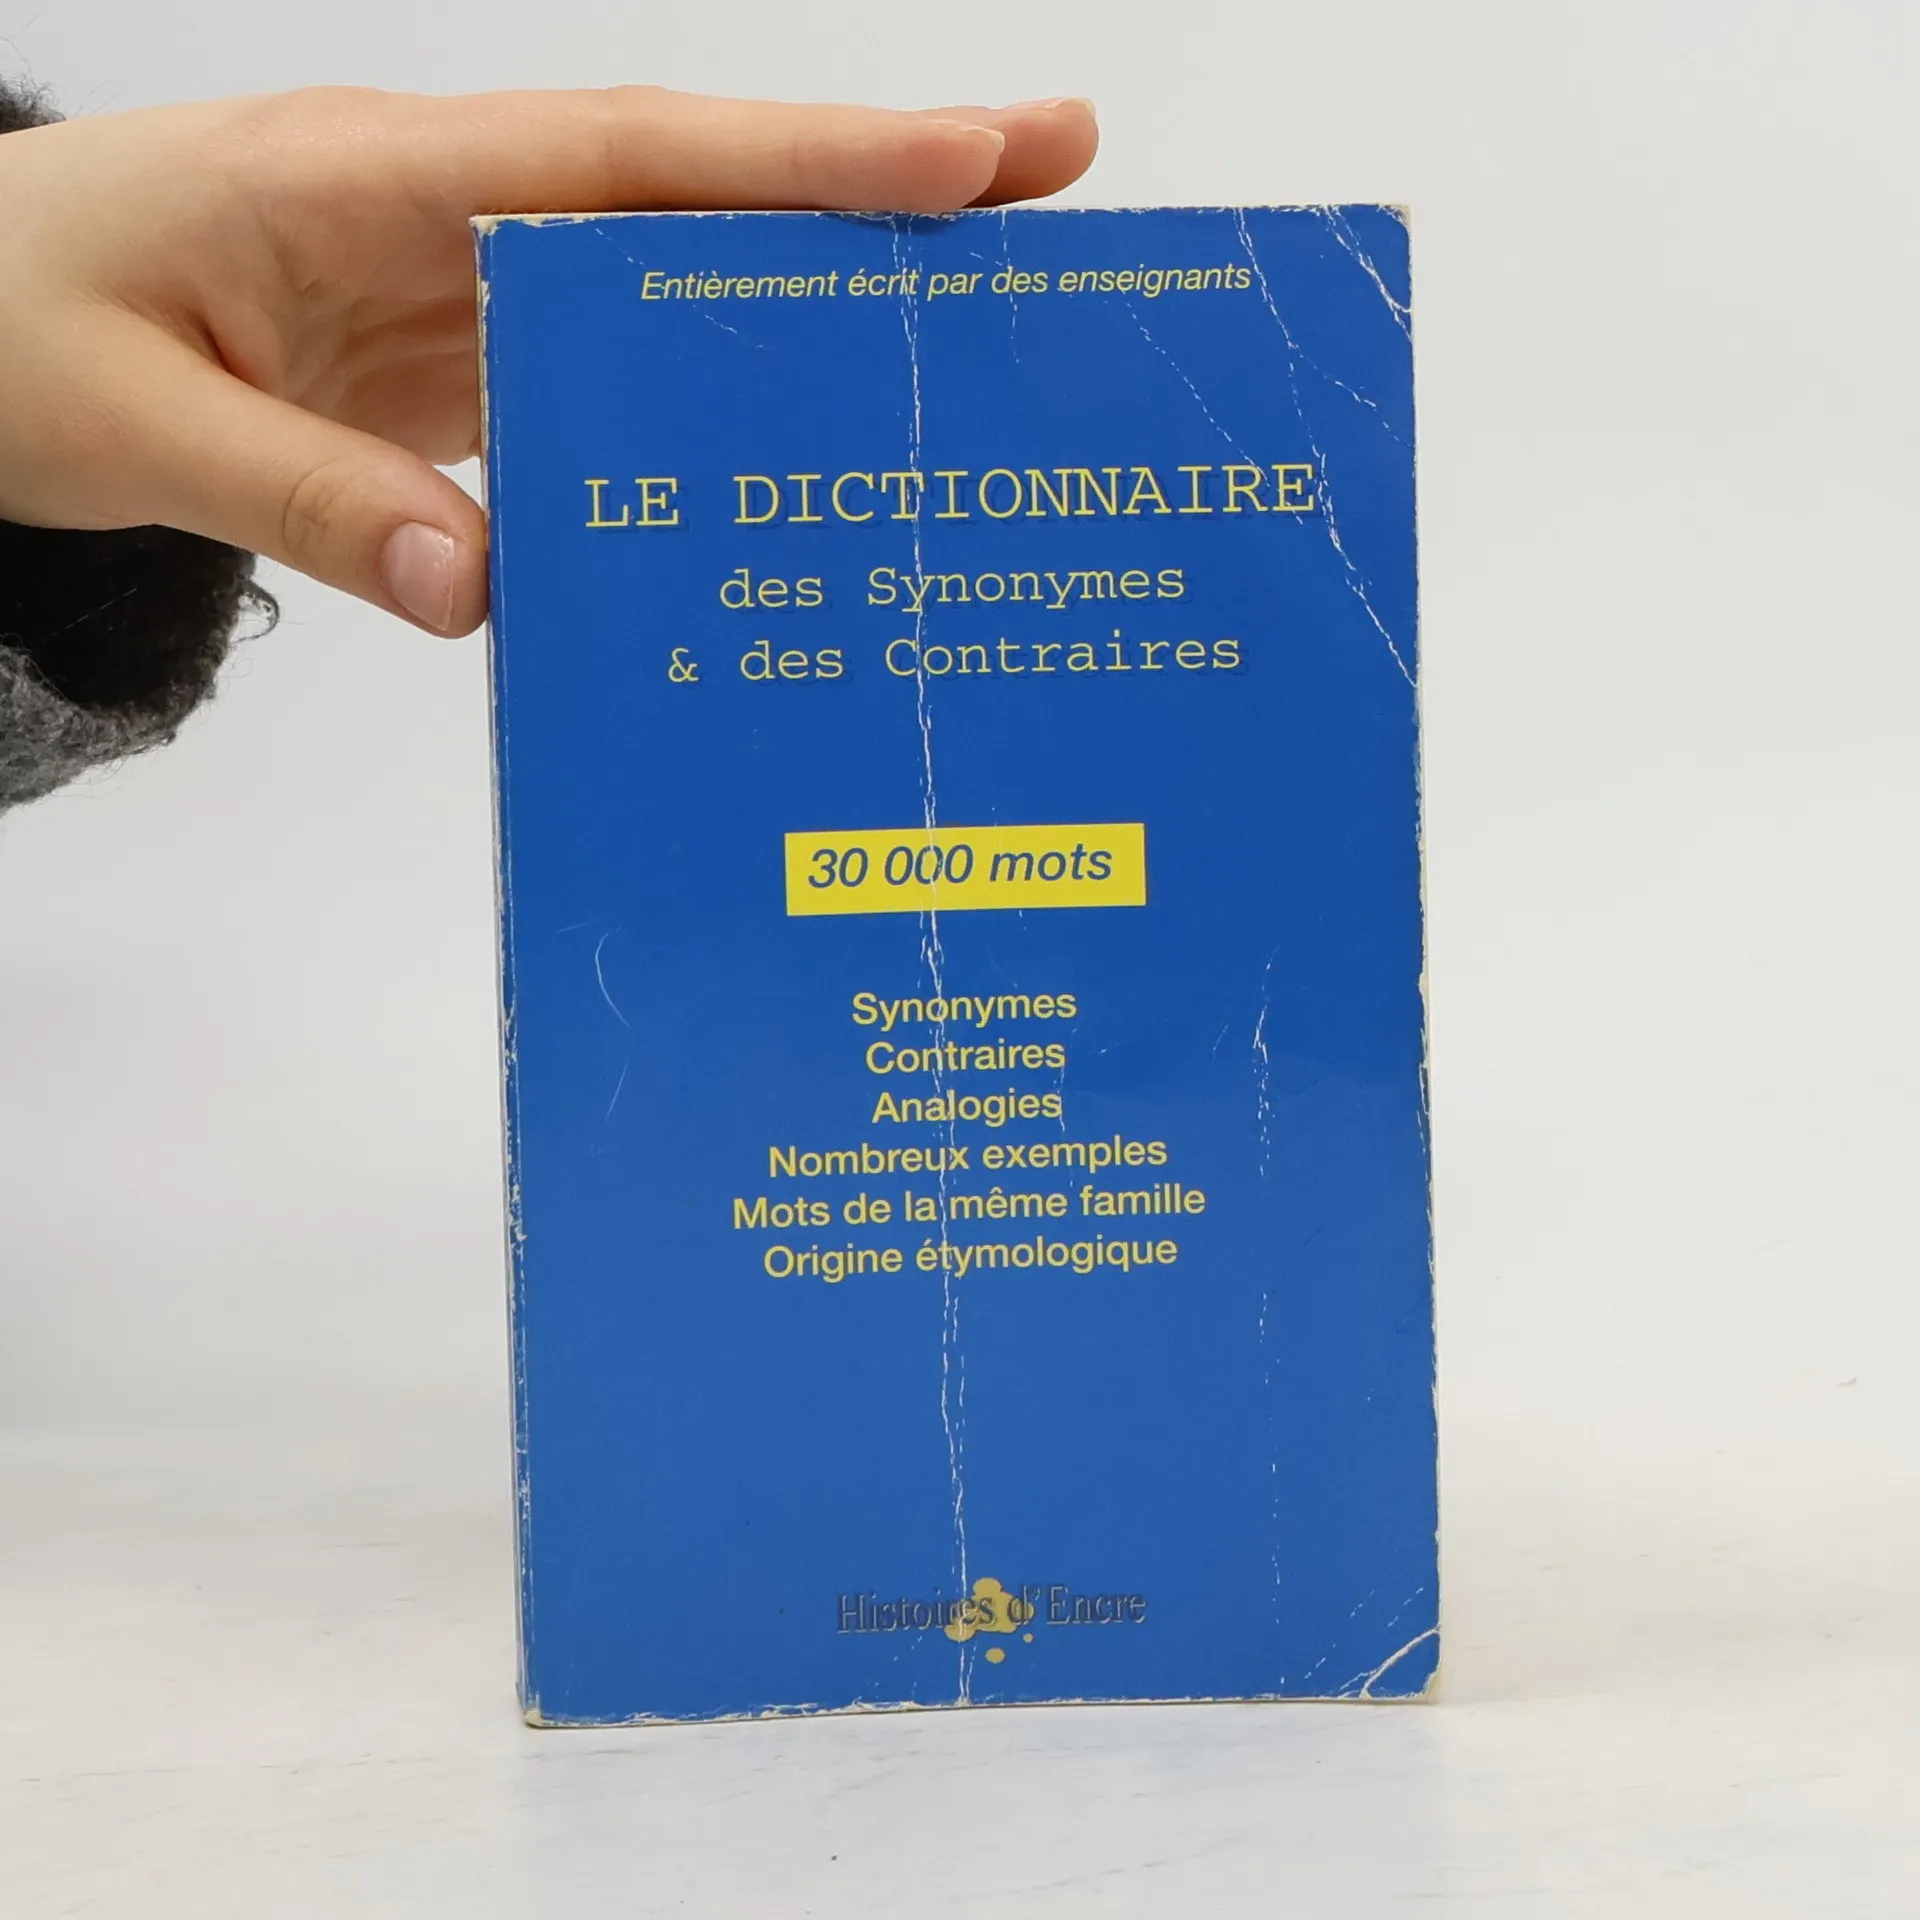 Entièrement écrit par des enseignants
LE DICTIONNAIRE
des Synonymes
& des Contraires
30 000 mots
Synonymes
Contraires
Analogies
Nombreux exemples
Mots de la même famille
Origine étymologique
Histoires d'Encre